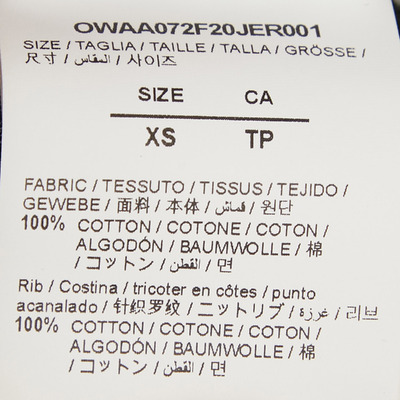 OWAA072F20JER001
SIZE / TAGLIA / TAILLE / TALLA / GRÖSSE /
尺寸 / المقاس / 사이즈
SIZE CA
XS TP
FABRIC / TESSUTO / TISSUS / TEJIDO /
GEWEBE / 面料 / 本体 / قماش / 원단
100% COTTON / COTONE / COTON /
ALGODÓN / BAUMWOLLE / 棉
/ コットン / القطن / 면
Rib / Costina / tricoter en côtes / punto
acanalado / 针织罗纹 / ニットリブ / غرزة / 리브
100% COTTON / COTONE / COTON /
ALGODÓN / BAUMWOLLE / 棉
/ コットン / القطن / 면